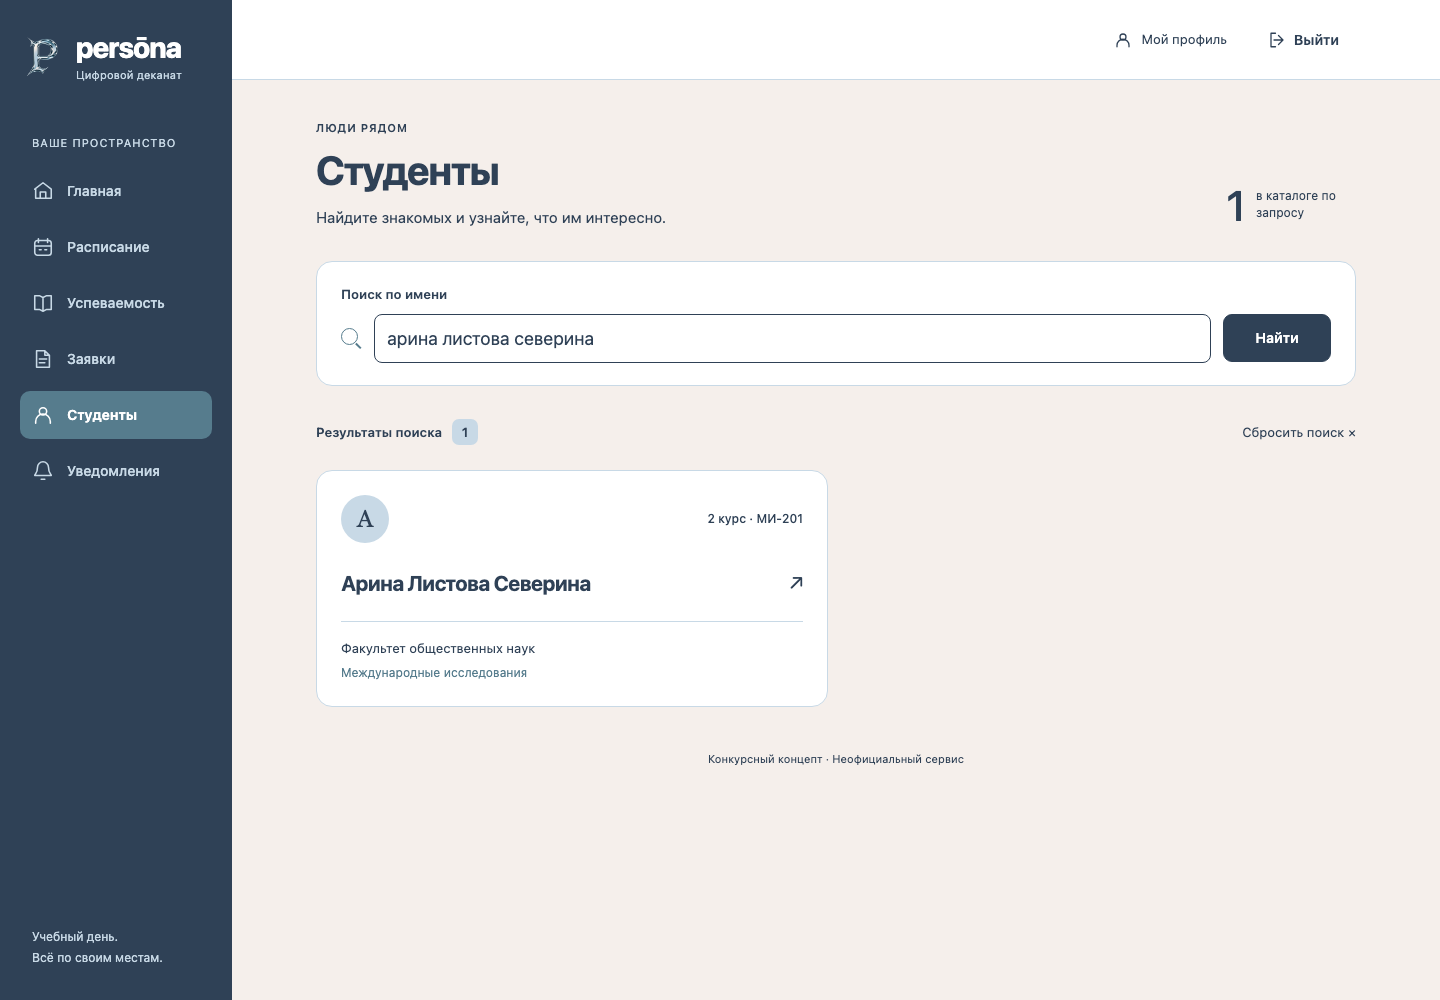 persōna
Цифровой деканат
ВАШЕ ПРОСТРАНСТВО
Главная
Расписание
Успеваемость
Заявки
Студенты
Уведомления
Учебный день.
Всё по своим местам.
Мой профиль
Выйти
ЛЮДИ РЯДОМ
Студенты
Найдите знакомых и узнайте, что им интересно.
1
в каталоге по
запросу
Поиск по имени
арина листова северина
Найти
Результаты поиска 1
Сбросить поиск ×
А
2 курс · МИ-201
Арина Листова Северина
Факультет общественных наук
Международные исследования
Конкурсный концепт · Неофициальный сервис